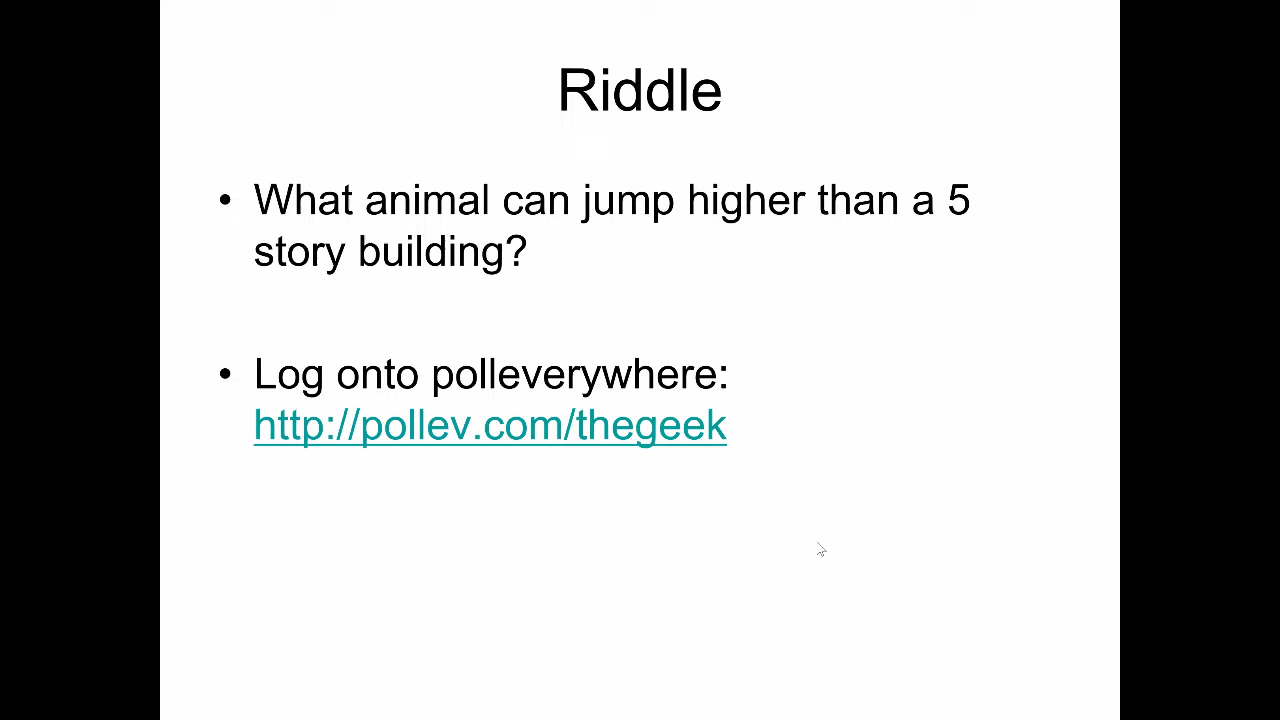 Riddle
• What animal can jump higher than a 5
story building?
• Log onto polleverywhere:
http://pollev.com/thegeek